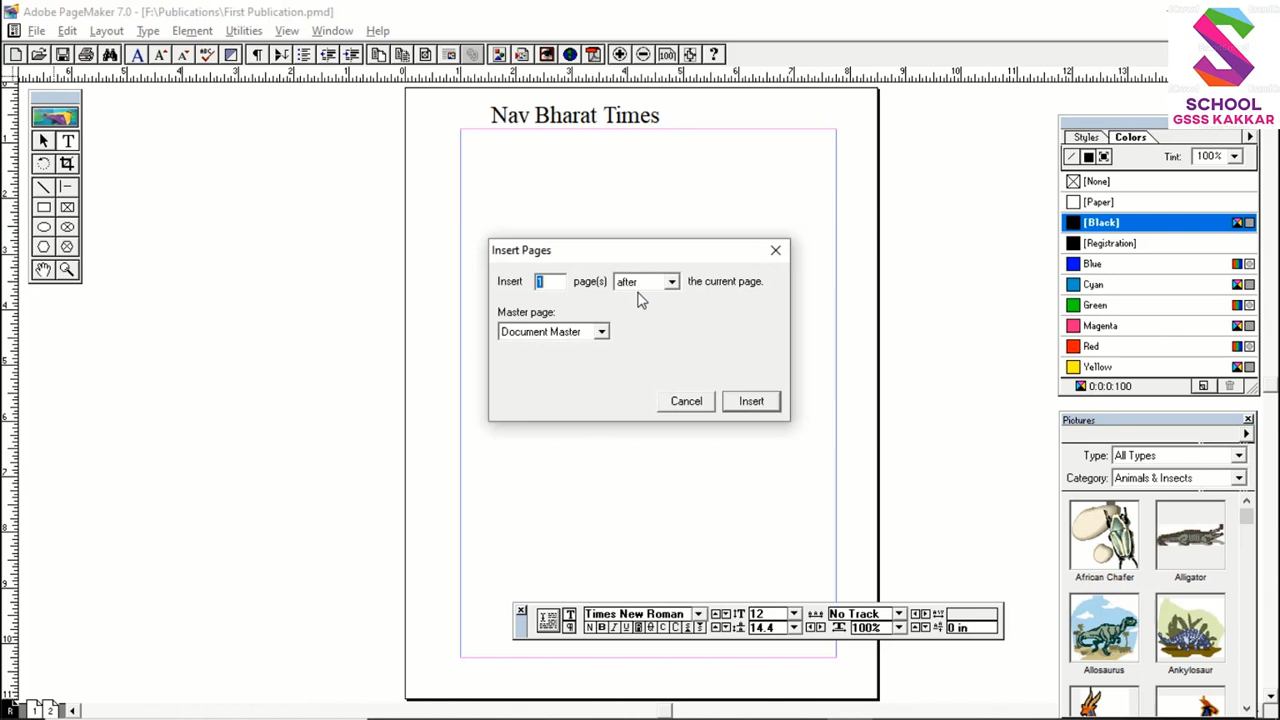 Adobe PageMaker 7.0 - [F:\Publications\First Publication.pmd]
File Edit Layout Type Element Utilities View Window Help
SCHOOL
GSSS KAKKAR
Nav Bharat Times
Styles Colors
Tint: 100%
[None]
[Paper]
[Black]
[Registration]
Blue
Cyan
Green
Magenta
Red
Yellow
0:0:0:100
Insert Pages
Insert 1 page(s) after the current page.
Master page:
Document Master
Cancel Insert
Pictures
Type: All Types
Category: Animals & Insects
African Chafer Alligator
Allosaurus Ankylosaur
Times New Roman 12 No Track
N B I U 14.4 100% 0 in
R 1 2